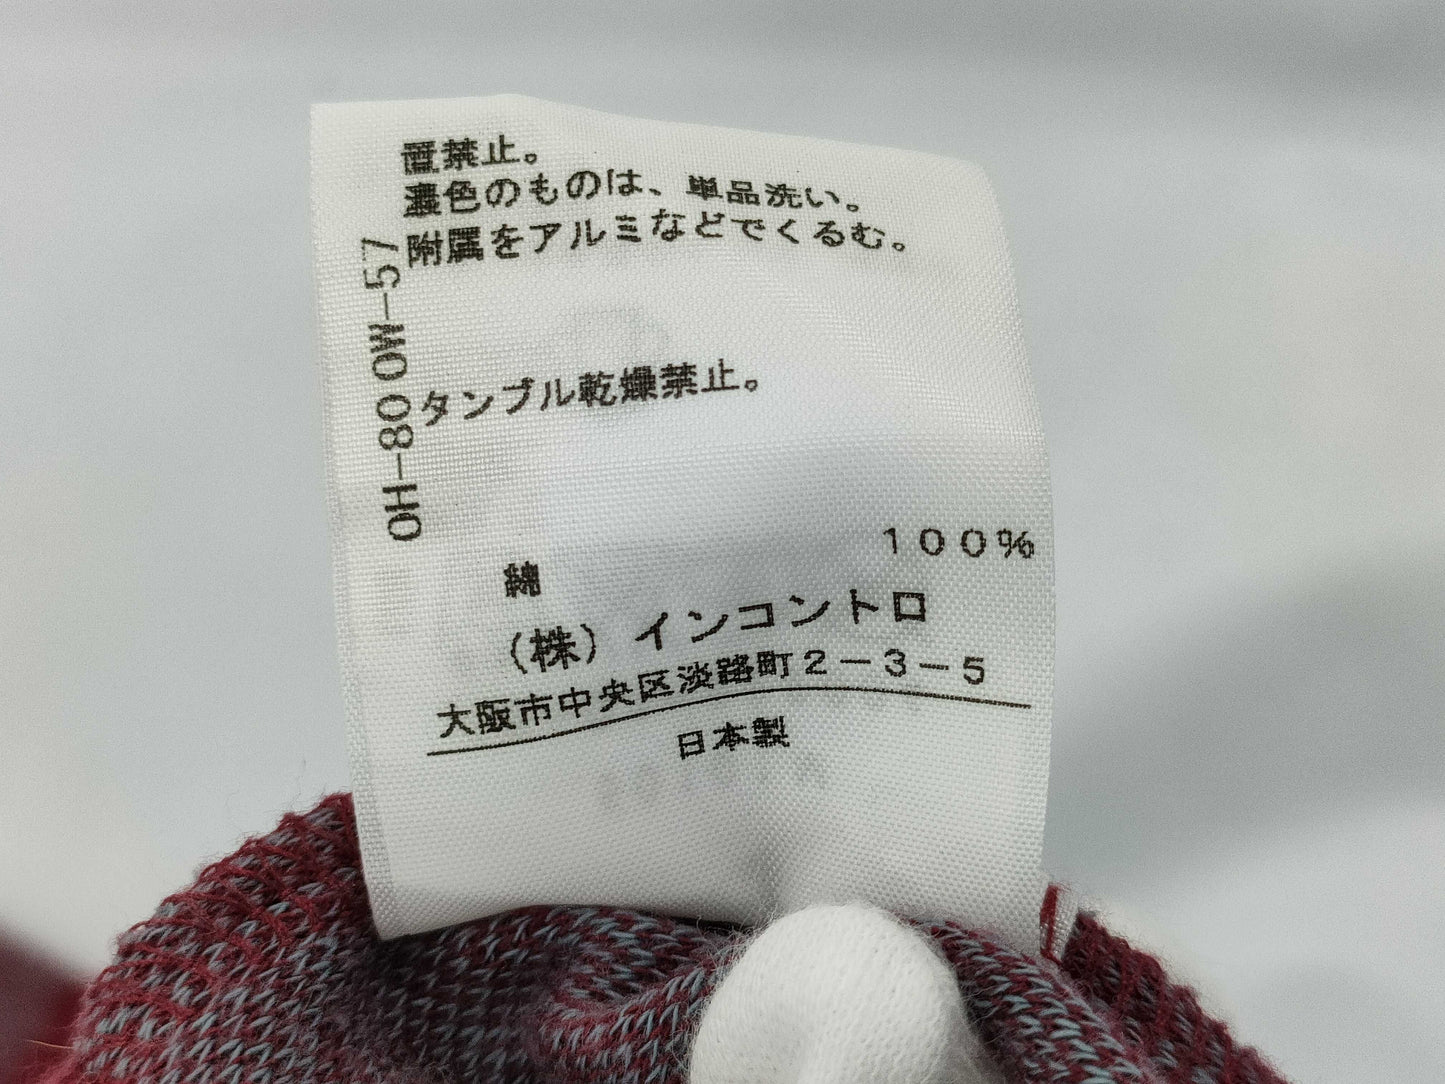 置禁止。
濃色のものは、単品洗い。
附属をアルミなどでくるむ。
OH-800W-57
タンブル乾燥禁止。
綿 100%
(株)インコントロ
大阪市中央区淡路町2-3-5
日本製